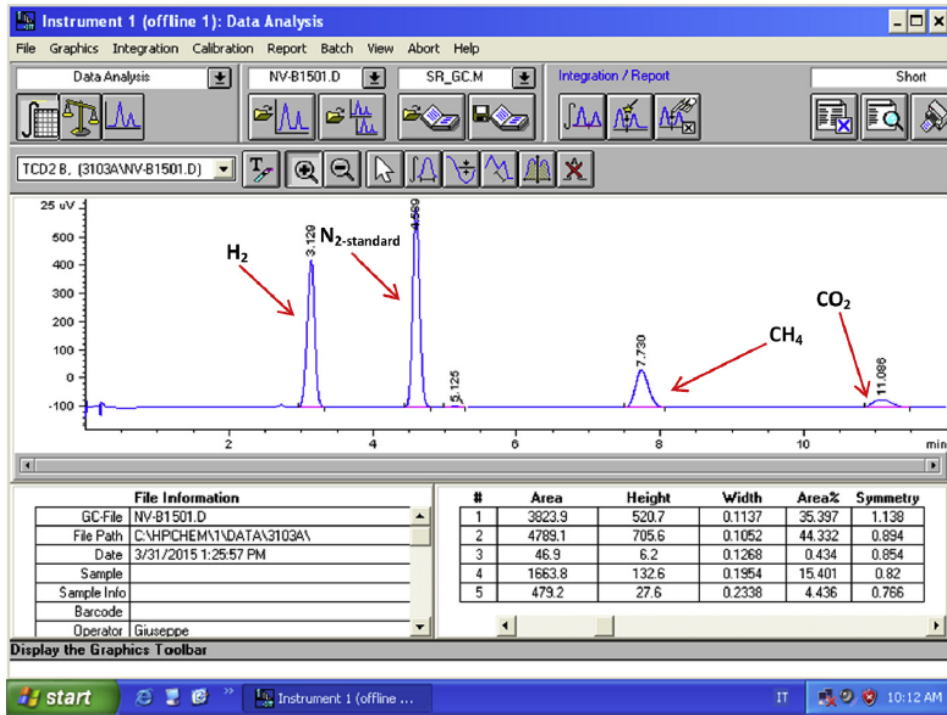 Instrument 1 (offline 1): Data Analysis
File Graphics Integration Calibration Report Batch View Abort Help
Data Analysis NV-B1501.D SR_GC.M Integration / Report Short
TCD2 B, (3103A\NV-B1501.D)
25 uV
500
400
300
200
100
0
-100
H2
3.129
N2-standard
4.589
5.125
7.730
CH4
CO2
11.086
2 4 6 8 10 min
File Information
GC-File NV-B1501.D
File Path C:\HPCHEM\1\DATA\3103A\
Date 3/31/2015 1:25:57 PM
Sample
Sample Info
Barcode
Operator Giuseppe
# Area Height Width Area% Symmetry
1 3823.9 520.7 0.1137 35.397 1.138
2 4789.1 705.6 0.1052 44.332 0.894
3 46.9 6.2 0.1268 0.434 0.854
4 1663.8 132.6 0.1954 15.401 0.82
5 479.2 27.6 0.2338 4.436 0.766
Display the Graphics Toolbar
start » Instrument 1 (offline ... IT 10:12 AM